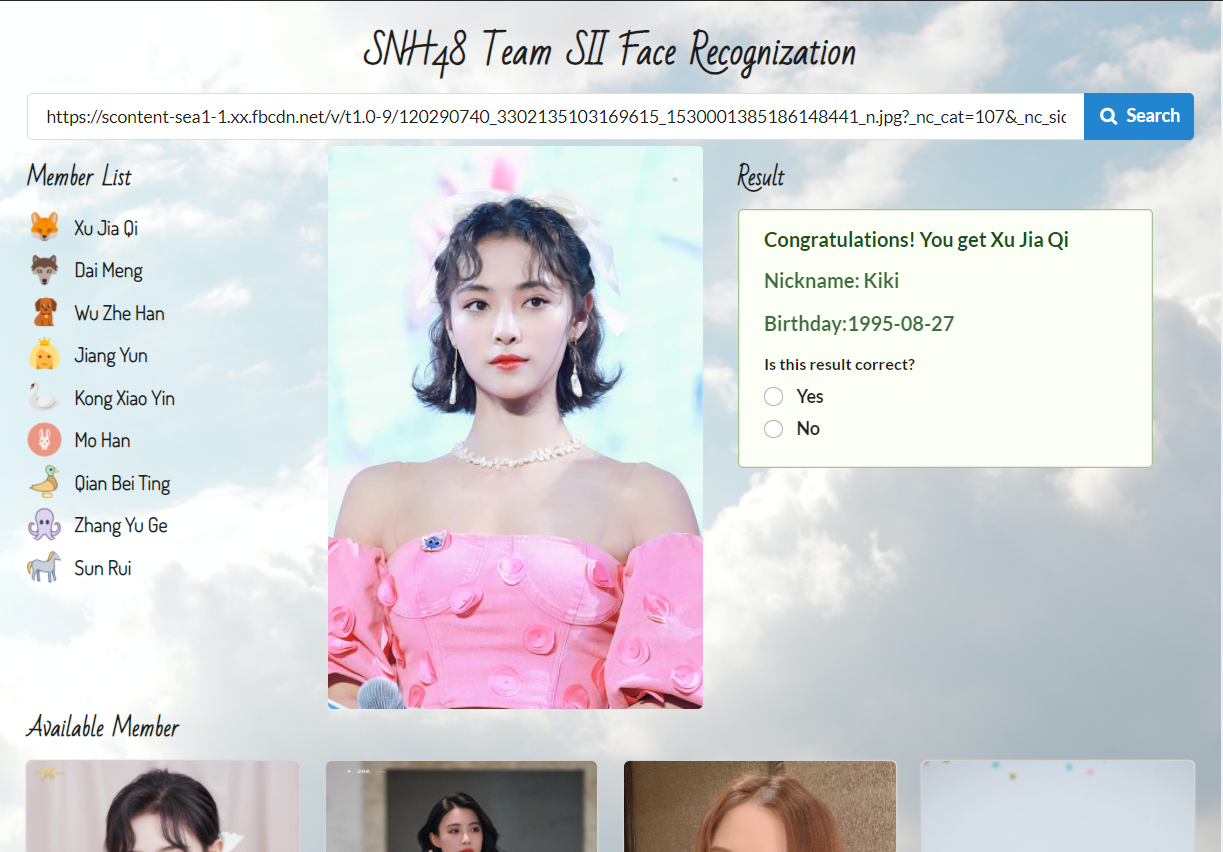 SNH48 Team SII Face Recognization
https://scontent-sea1-1.xx.fbcdn.net/v/t1.0-9/120290740_3302135103169615_1530001385186148441_n.jpg?_nc_cat=107&_nc_sic
Search
Member List
Xu Jia Qi
Dai Meng
Wu Zhe Han
Jiang Yun
Kong Xiao Yin
Mo Han
Qian Bei Ting
Zhang Yu Ge
Sun Rui
Result
Congratulations! You get Xu Jia Qi
Nickname: Kiki
Birthday:1995-08-27
Is this result correct?
Yes
No
Available Member